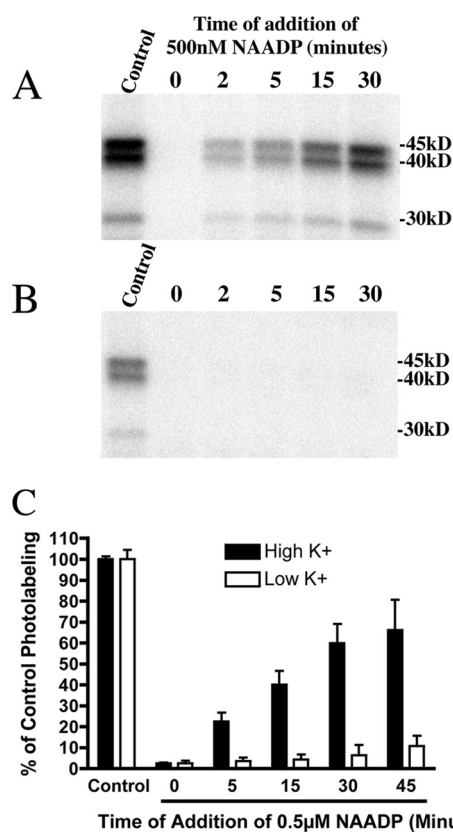 Time of addition of
500nM NAADP (minutes)
A
Control 0 2 5 15 30
-45kD
-40kD
-30kD
B
Control 0 2 5 15 30
-45kD
-40kD
-30kD
C
% of Control Photolabeling
110
100
90
80
70
60
50
40
30
20
10
0
High K+
Low K+
Control 0 5 15 30 45
Time of Addition of 0.5µM NAADP (Minu